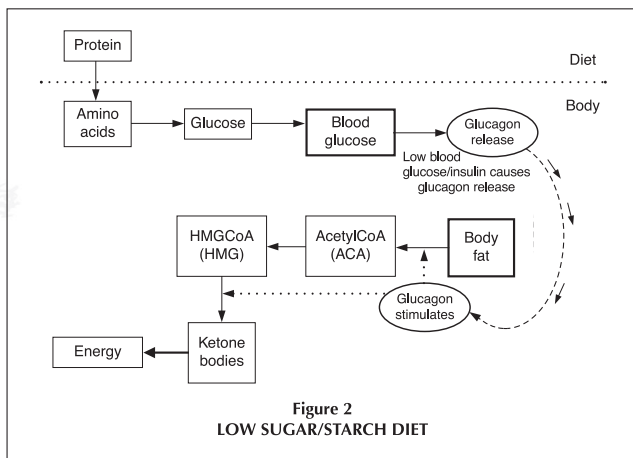 Protein
Diet
Body
Amino
acids
Glucose
Blood
glucose
Glucagon
release
Low blood
glucose/insulin causes
glucagon release
HMGCoA
(HMG)
AcetylCoA
(ACA)
Body
fat
Glucagon
stimulates
Energy
Ketone
bodies
Figure 2
LOW SUGAR/STARCH DIET